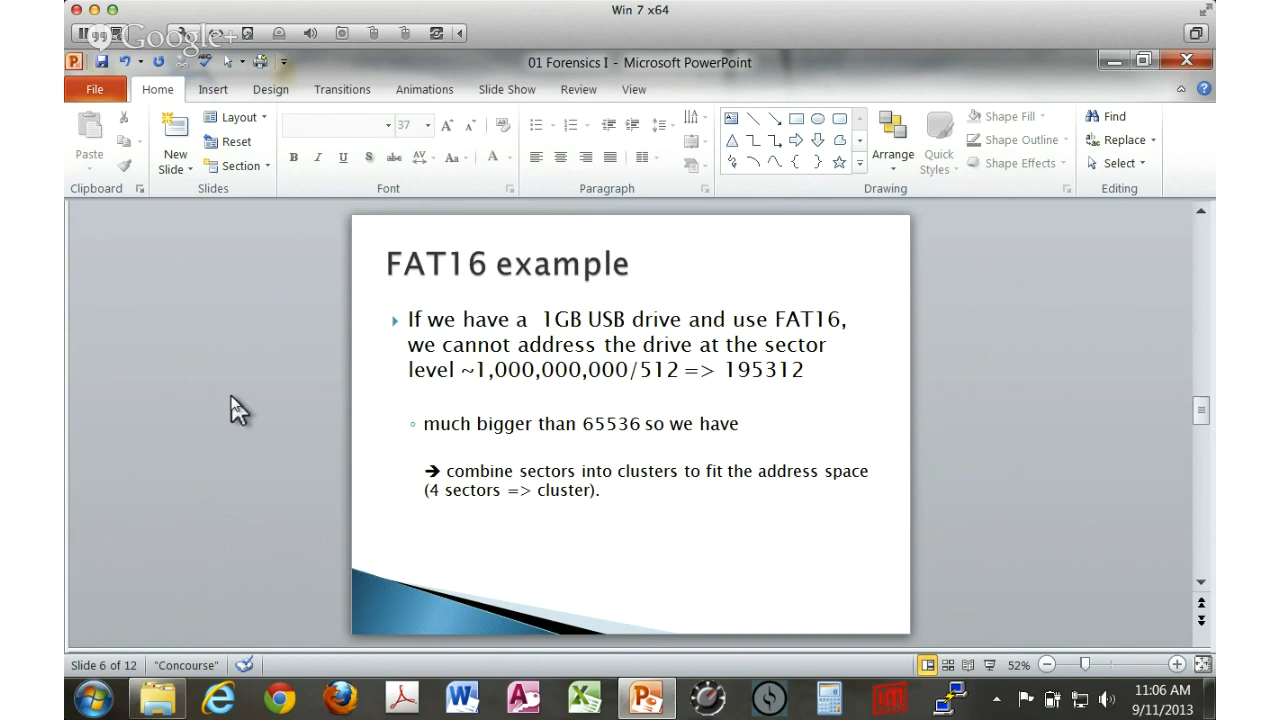 Win 7 x64
Google+
01 Forensics I - Microsoft PowerPoint
File Home Insert Design Transitions Animations Slide Show Review View
Paste
Clipboard
New Slide
Layout
Reset
Section
Slides
37
Font
Paragraph
Arrange
Quick Styles
Shape Fill
Shape Outline
Shape Effects
Drawing
Find
Replace
Select
Editing
FAT16 example
If we have a 1GB USB drive and use FAT16,
we cannot address the drive at the sector
level ~1,000,000,000/512 => 195312
much bigger than 65536 so we have
➔ combine sectors into clusters to fit the address space
(4 sectors => cluster).
Slide 6 of 12 "Concourse" 52%
11:06 AM
9/11/2013